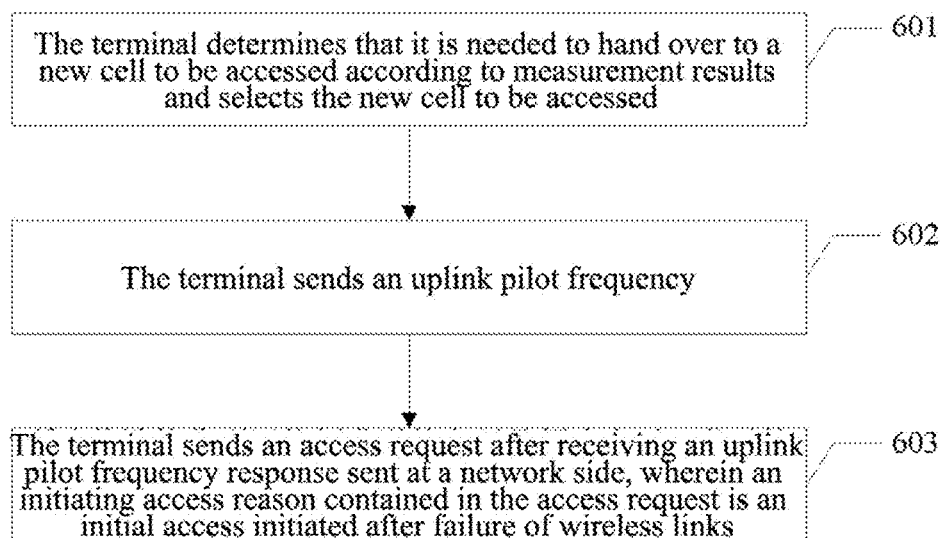 The terminal determines that it is needed to hand over to a
new cell to be accessed according to measurement results
and selects the new cell to be accessed
601
The terminal sends an uplink pilot frequency
602
The terminal sends an access request after receiving an uplink
pilot frequency response sent at a network side, wherein an
initiating access reason contained in the access request is an
initial access initiated after failure of wireless links
603